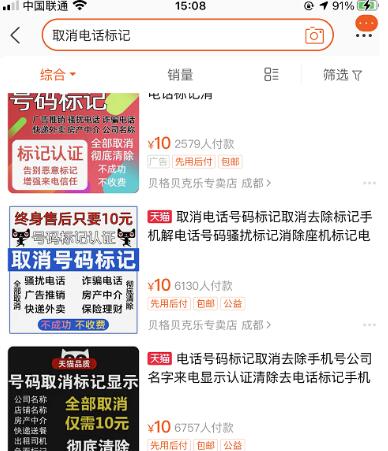 中国联通
15:08
91%
取消电话标记
综合
销量
筛选
号码标记
广告推销 骚扰电话 诈骗电话
快递外卖 房产中介 公司名称
标记认证
告别恶意标记
增强来电信任
全部取消
彻底清除
不成功
不收费
电话标记消
¥10 2579人付款
广告 先用后付 包邮
贝格贝克乐专卖店 成都
终身售后只要10元
号码标记认证
取消号码标记
全部取消
骚扰电话 诈骗电话
广告推销 房产中介
快递外卖 保险理财
彻底清除
不成功 不收费
天猫 取消电话号码标记取消去除标记手
机解电话号码骚扰标记消除座机标记电
¥10 6130人付款
先用后付 包邮 公益
贝格贝克乐专卖店 成都
天猫品质
号码取消标记显示
公司名称
店铺名称
房产中介
快递送餐
出租司机
全部取消
仅需10元
彻底清除
天猫 电话号码标记取消去除手机号公司
名字来电显示认证清除去电话标记手机
¥10 6757人付款
先用后付 包邮 公益